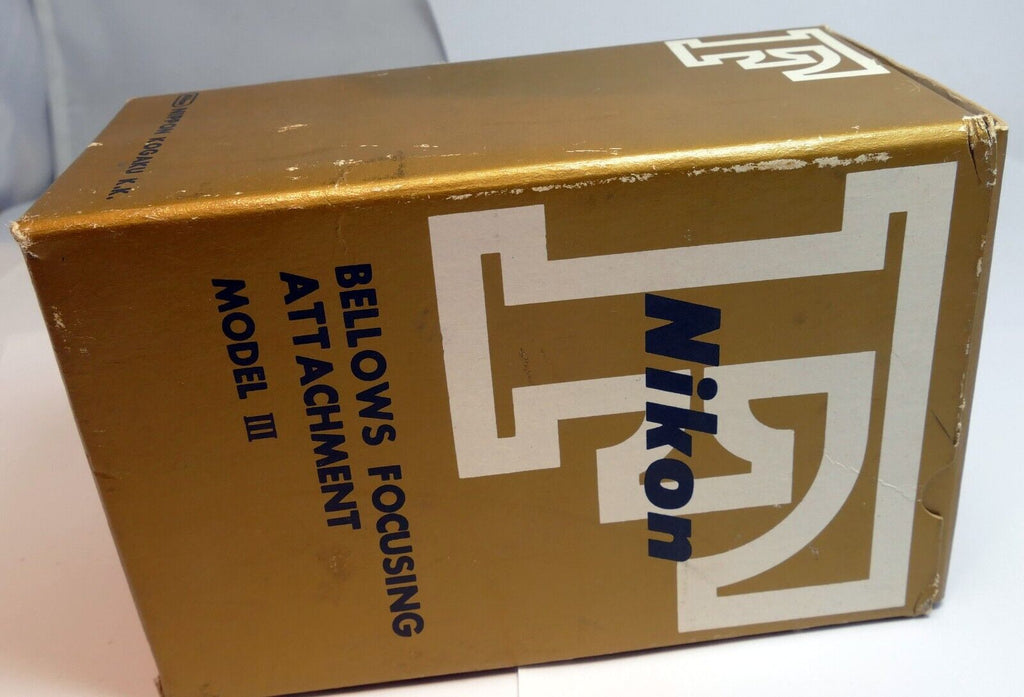 F
Nikon
BELLOWS FOCUSING
ATTACHMENT
MODEL III
F
NIPPON KOGAKU K.K.